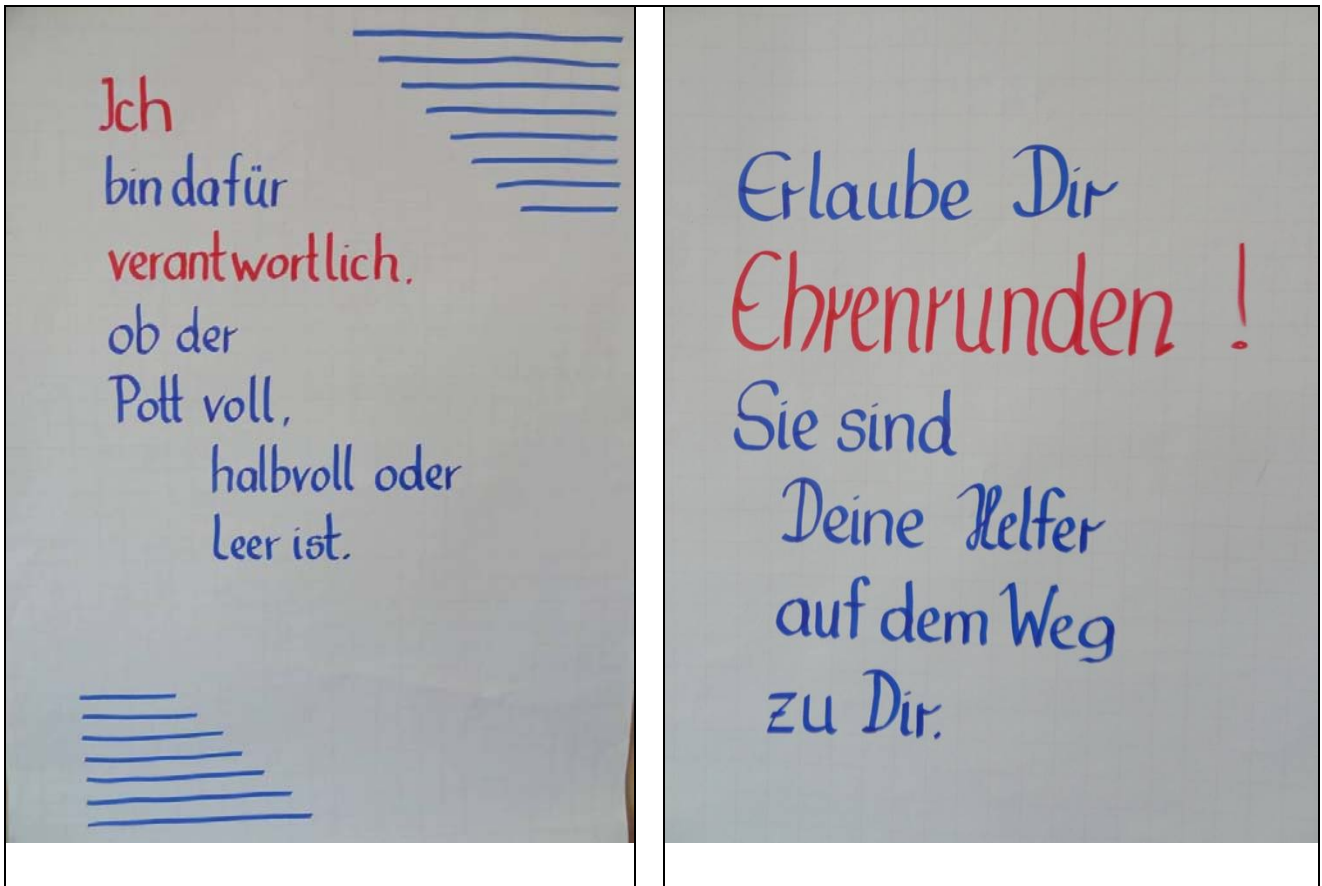 Ich
bin dafür
verantwortlich,
ob der
Pott voll,
halbvoll oder
leer ist.
Erlaube Dir
Ehrenrunden !
Sie sind
Deine Helfer
auf dem Weg
zu Dir.